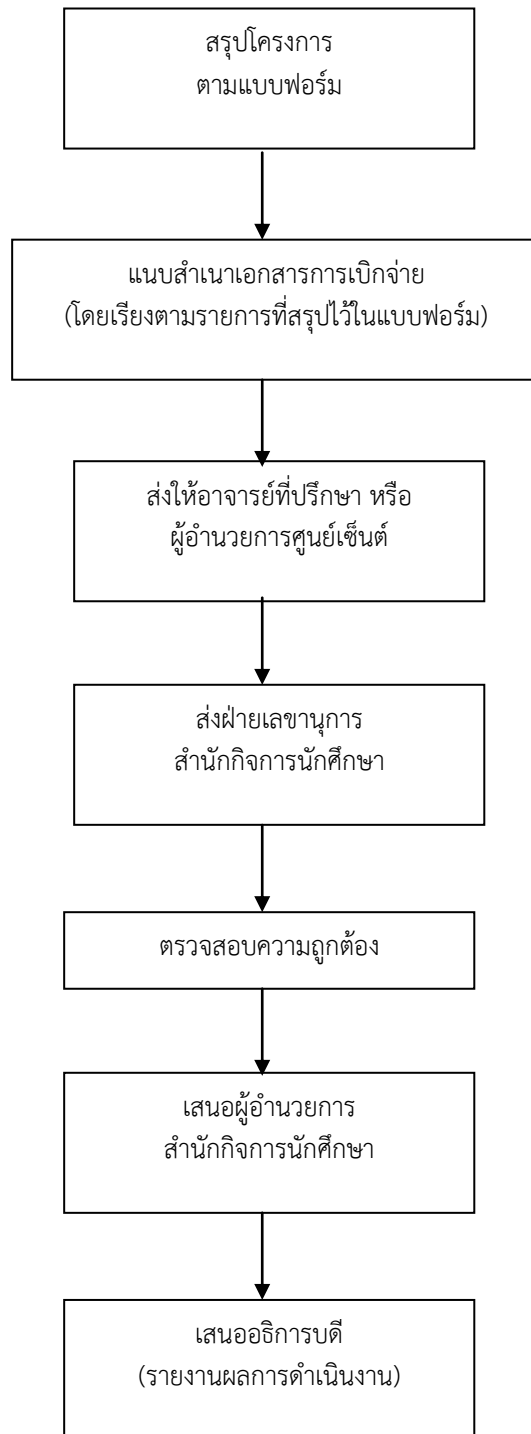 สรุปโครงการ
ตามแบบฟอร์ม
แนบสำเนาเอกสารการเบิกจ่าย
(โดยเรียงตามรายการที่สรุปไว้ในแบบฟอร์ม)
ส่งให้อาจารย์ที่ปรึกษา หรือ
ผู้อำนวยการศูนย์เซ็นต์
ส่งฝ่ายเลขานุการ
สำนักกิจการนักศึกษา
ตรวจสอบความถูกต้อง
เสนอผู้อำนวยการ
สำนักกิจการนักศึกษา
เสนออธิการบดี
(รายงานผลการดำเนินงาน)